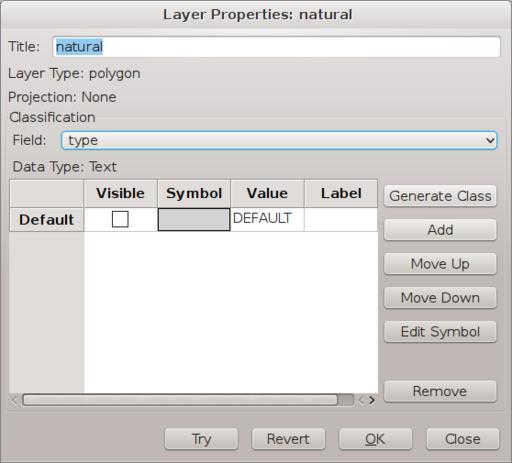 Layer Properties: natural
Title: natural
Layer Type: polygon
Projection: None
Classification
Field: type
Data Type: Text
Visible Symbol Value Label
Default DEFAULT
Generate Class
Add
Move Up
Move Down
Edit Symbol
Remove
Try Revert OK Close